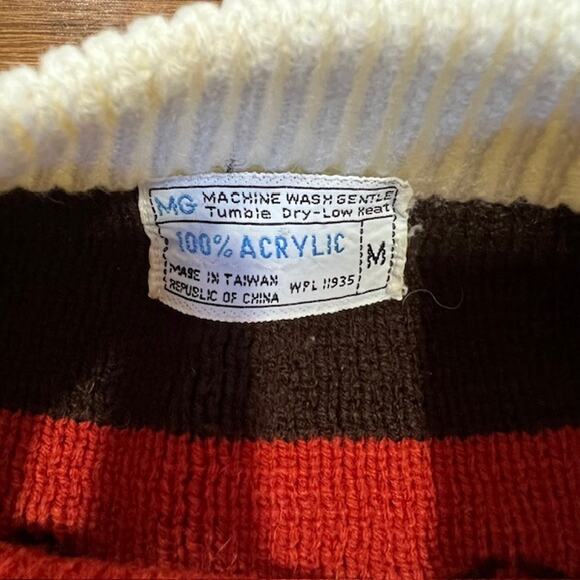 MG MACHINE WASH GENTLE
Tumble Dry-Low Heat
100% ACRYLIC
M
MADE IN TAIWAN
REPUBLIC OF CHINA WPL 11935